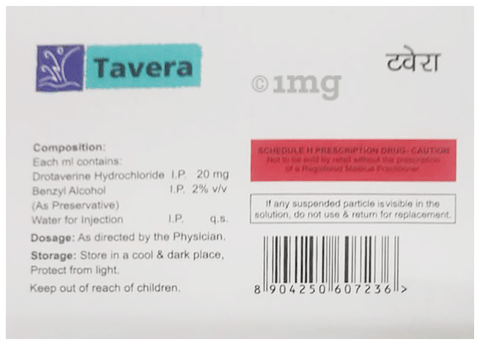 Tavera
टवेरा
©1mg
Composition:
Each ml contains:
Drotaverine Hydrochloride I.P. 20 mg
Benzyl Alcohol I.P. 2% v/v
(As Preservative)
Water for Injection I.P. q.s.
Dosage: As directed by the Physician.
Storage: Store in a cool & dark place,
Protect from light.
Keep out of reach of children.
SCHEDULE H PRESCRIPTION DRUG- CAUTION
Not to be sold by retail without the prescription
of a Registered Medical Practitioner
If any suspended particle is visible in the
solution, do not use & return for replacement.
8 904250 607236 >